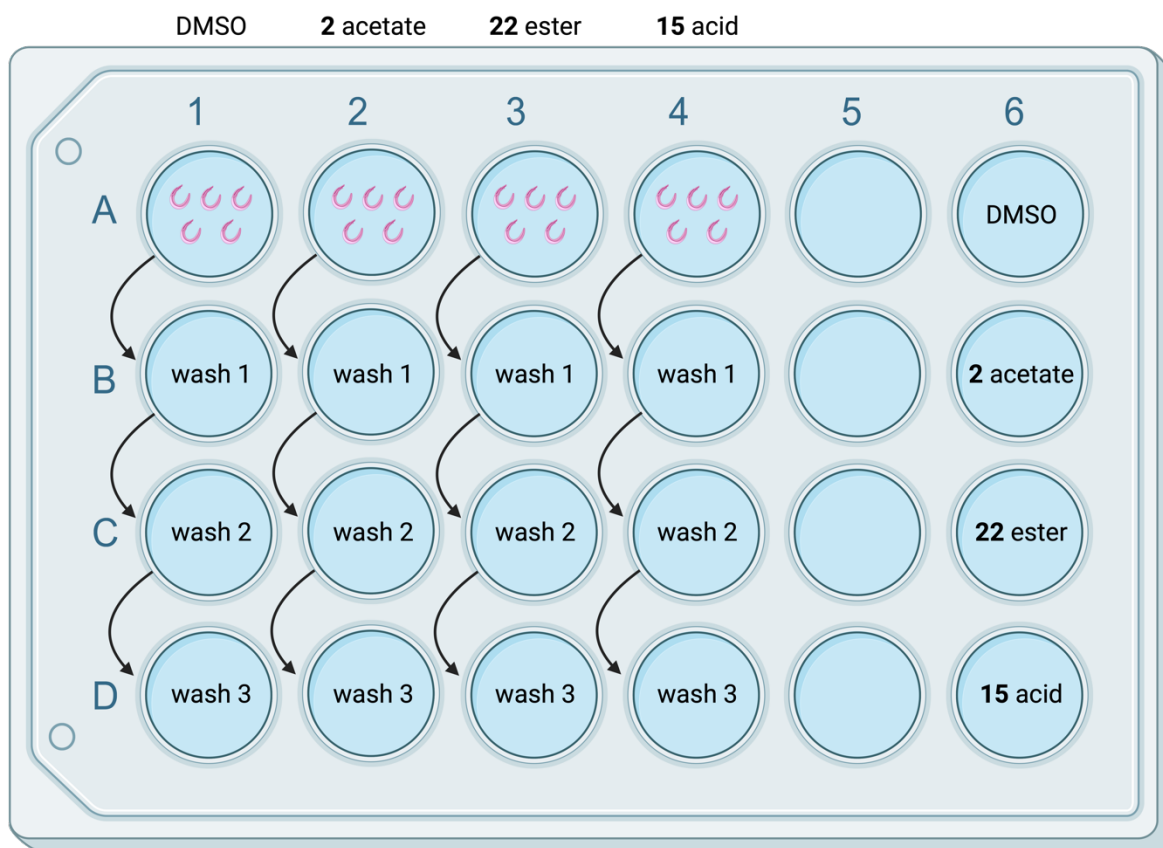 DMSO 2 acetate 22 ester 15 acid
1 2 3 4 5 6
A DMSO
B wash 1 wash 1 wash 1 wash 1 2 acetate
C wash 2 wash 2 wash 2 wash 2 22 ester
D wash 3 wash 3 wash 3 wash 3 15 acid